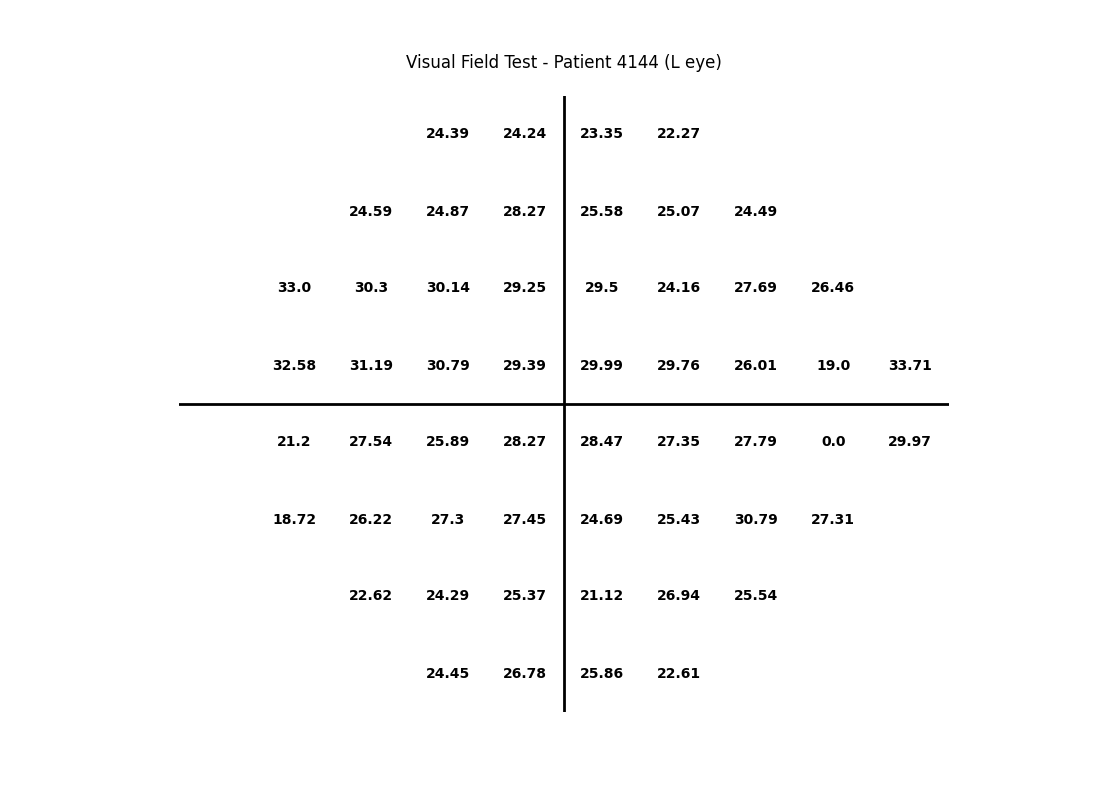 Visual Field Test - Patient 4144 (L eye)
24.39 24.24 23.35 22.27
24.59 24.87 28.27 25.58 25.07 24.49
33.0 30.3 30.14 29.25 29.5 24.16 27.69 26.46
32.58 31.19 30.79 29.39 29.99 29.76 26.01 19.0 33.71
21.2 27.54 25.89 28.27 28.47 27.35 27.79 0.0 29.97
18.72 26.22 27.3 27.45 24.69 25.43 30.79 27.31
22.62 24.29 25.37 21.12 26.94 25.54
24.45 26.78 25.86 22.61